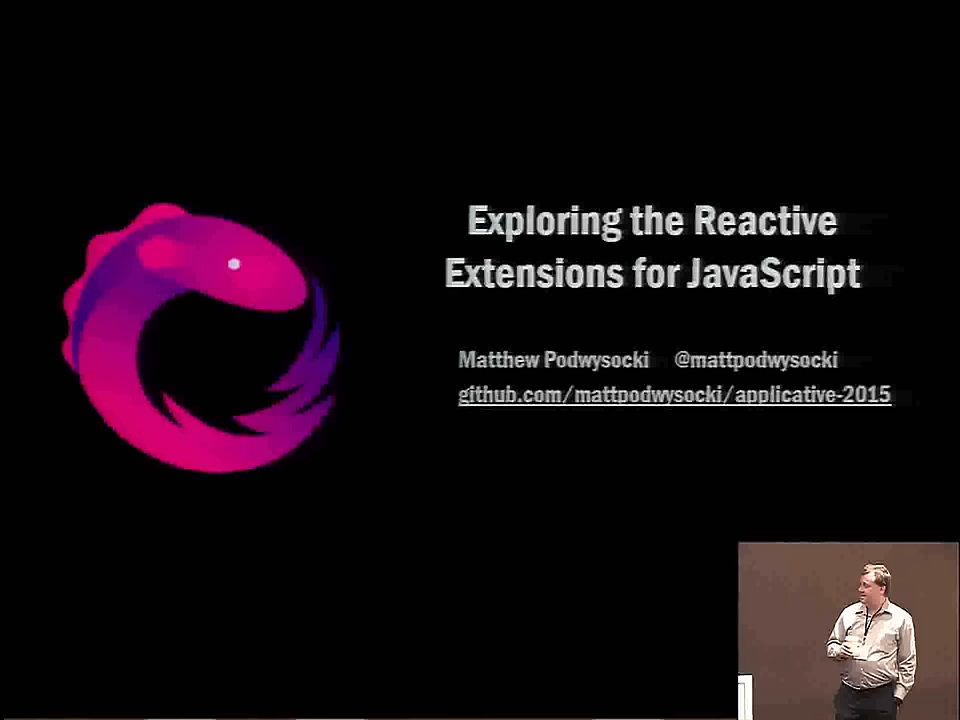 Exploring the Reactive
Extensions for JavaScript
Matthew Podwysocki @mattpodwysocki
github.com/mattpodwysocki/applicative-2015